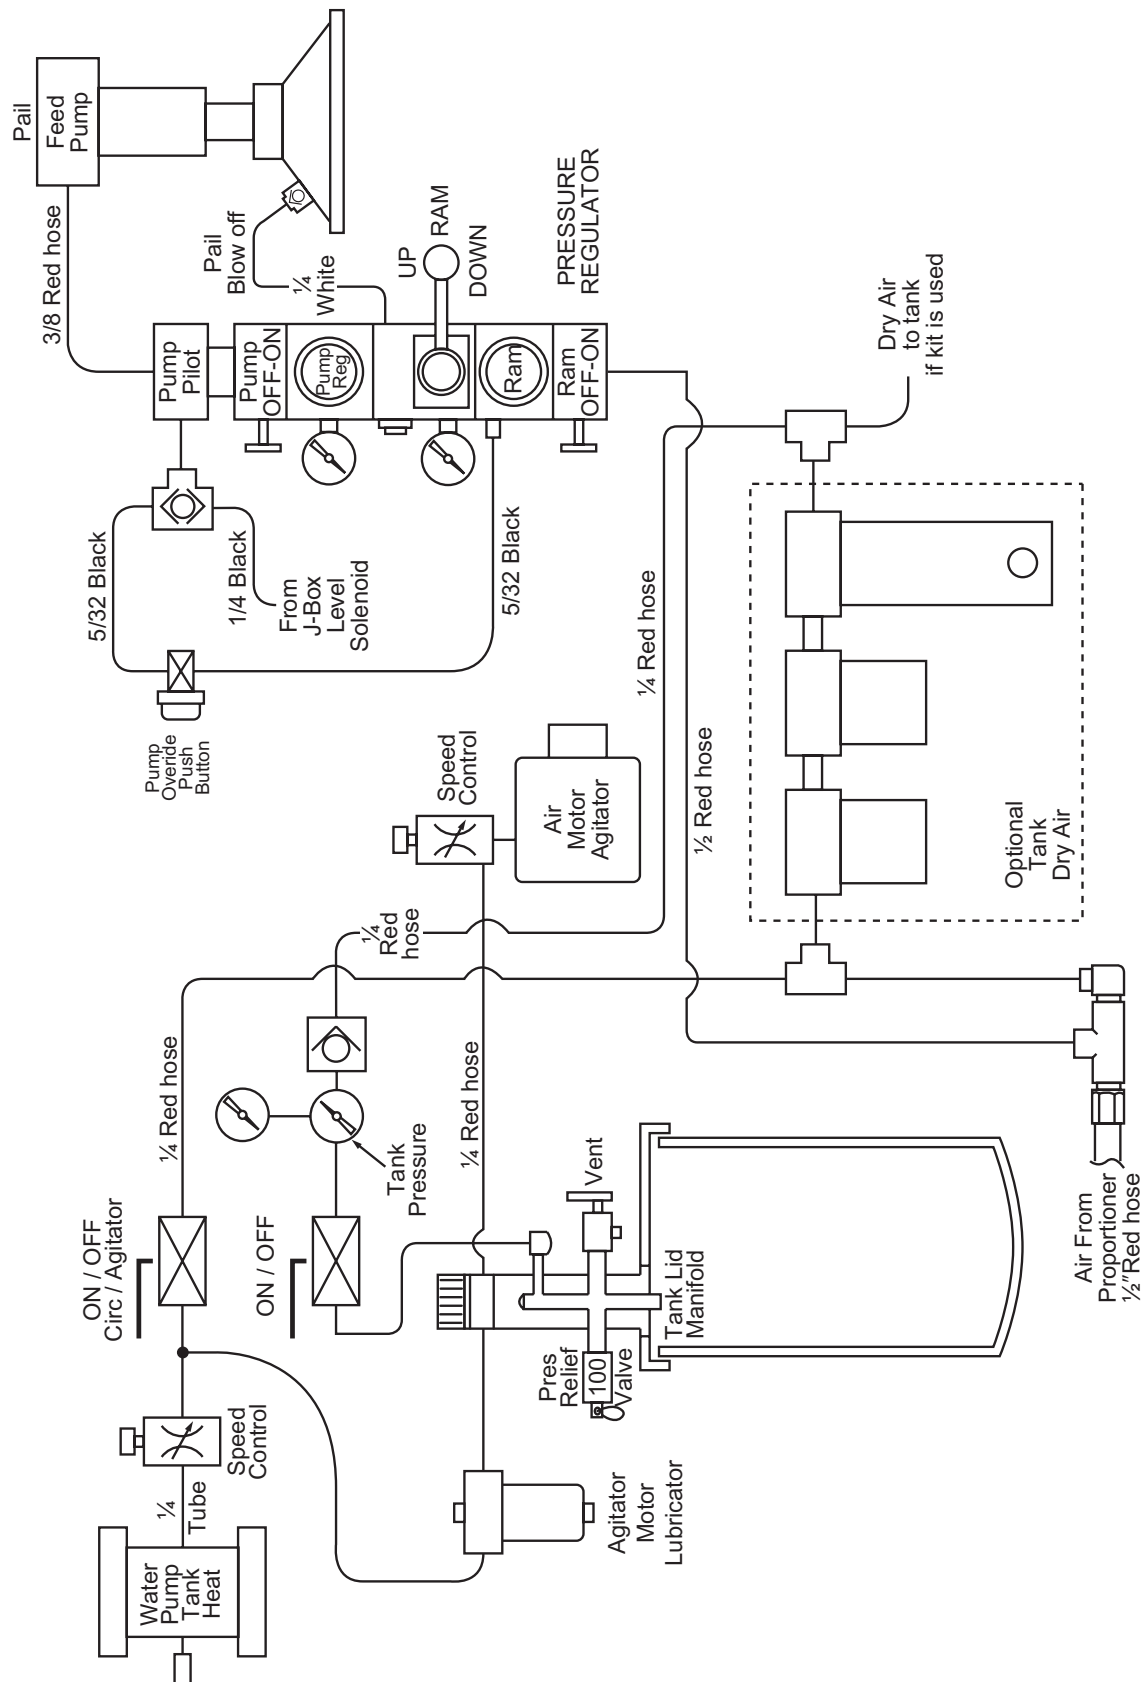 Pail
Feed
Pump
3/8 Red hose
Pail
Blow off
¼
White
UP
RAM
DOWN
PRESSURE
REGULATOR
Pump
Pilot
Pump
OFF-ON
Pump
Reg
Ram
Ram
OFF-ON
Dry Air
to tank
if kit is used
5/32 Black
1/4 Black
From
J-Box
Level
Solenoid
5/32 Black
¼ Red hose
Pump
Overide
Push
Button
Speed
Control
Air
Motor
Agitator
½ Red hose
Optional
Tank
Dry Air
¼
Red
hose
¼ Red hose
Tank
Pressure
¼ Red hose
Vent
ON / OFF
Circ / Agitator
ON / OFF
Tank Lid
Manifold
Air From
Proportioner
½"Red hose
Pres
Relief
100
Valve
Speed
Control
¼
Tube
Water
Pump
Tank
Heat
Agitator
Motor
Lubricator